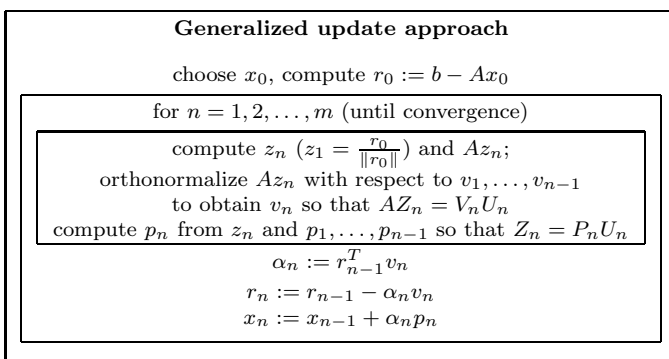 Generalized update approach
choose x_0, compute r_0 := b − Ax_0
for n = 1, 2, . . . , m (until convergence)
compute z_n (z_1 = r_0/‖r_0‖) and Az_n;
orthonormalize Az_n with respect to v_1, . . . , v_{n−1}
to obtain v_n so that AZ_n = V_nU_n
compute p_n from z_n and p_1, . . . , p_{n−1} so that Z_n = P_nU_n
α_n := r_{n−1}^T v_n
r_n := r_{n−1} − α_nv_n
x_n := x_{n−1} + α_np_n